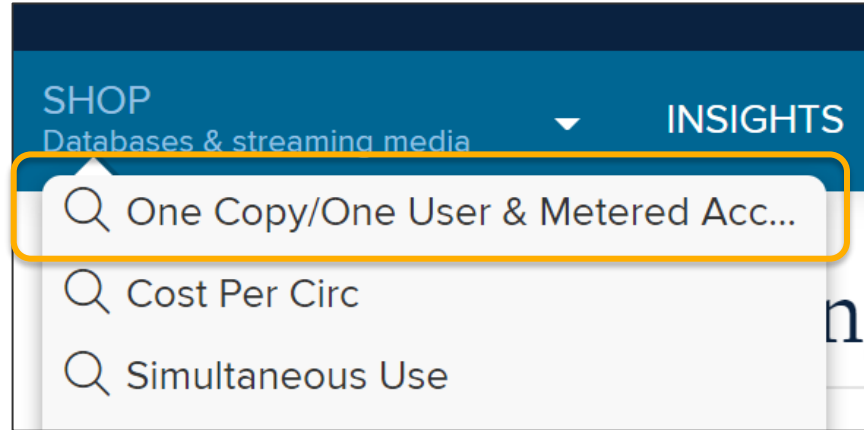 SHOP
Databases & streaming media
INSIGHTS
One Copy/One User & Metered Acc...
Cost Per Circ
Simultaneous Use
n